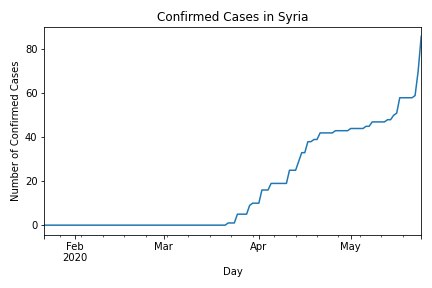 Confirmed Cases in Syria
Number of Confirmed Cases
80
60
40
20
0
Feb Mar Apr May
2020
Day